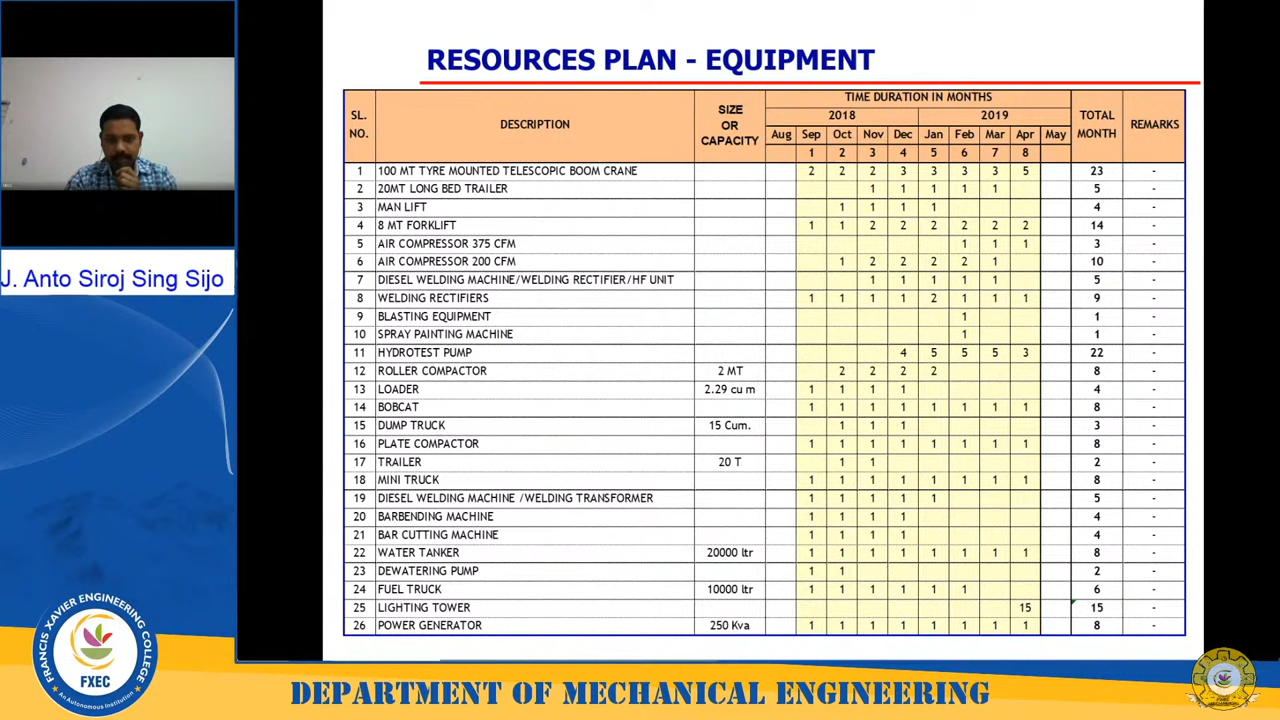 RESOURCES PLAN - EQUIPMENT
SL. NO. DESCRIPTION SIZE OR CAPACITY TIME DURATION IN MONTHS TOTAL MONTH REMARKS
2018 2019
Aug Sep Oct Nov Dec Jan Feb Mar Apr May
1 2 3 4 5 6 7 8
1 100 MT TYRE MOUNTED TELESCOPIC BOOM CRANE 2 2 2 3 3 3 3 5 23 -
2 20MT LONG BED TRAILER 1 1 1 1 1 5 -
3 MAN LIFT 1 1 1 1 4 -
4 8 MT FORKLIFT 1 1 2 2 2 2 2 2 14 -
5 AIR COMPRESSOR 375 CFM 1 1 1 3 -
6 AIR COMPRESSOR 200 CFM 1 2 2 2 2 1 10 -
7 DIESEL WELDING MACHINE/WELDING RECTIFIER/HF UNIT 1 1 1 1 1 5 -
8 WELDING RECTIFIERS 1 1 1 1 2 1 1 1 9 -
9 BLASTING EQUIPMENT 1 1 -
10 SPRAY PAINTING MACHINE 1 1 -
11 HYDROTEST PUMP 4 5 5 5 3 22 -
12 ROLLER COMPACTOR 2 MT 2 2 2 2 8 -
13 LOADER 2.29 cu m 1 1 1 1 4 -
14 BOBCAT 1 1 1 1 1 1 1 1 8 -
15 DUMP TRUCK 15 Cum. 1 1 1 3 -
16 PLATE COMPACTOR 1 1 1 1 1 1 1 1 8 -
17 TRAILER 20 T 1 1 2 -
18 MINI TRUCK 1 1 1 1 1 1 1 1 8 -
19 DIESEL WELDING MACHINE /WELDING TRANSFORMER 1 1 1 1 1 5 -
20 BARBENDING MACHINE 1 1 1 1 4 -
21 BAR CUTTING MACHINE 1 1 1 1 4 -
22 WATER TANKER 20000 ltr 1 1 1 1 1 1 1 1 8 -
23 DEWATERING PUMP 1 1 2 -
24 FUEL TRUCK 10000 ltr 1 1 1 1 1 1 6 -
25 LIGHTING TOWER 15 15 -
26 POWER GENERATOR 250 Kva 1 1 1 1 1 1 1 1 8 -
J. Anto Siroj Sing Sijo
FRANCIS XAVIER ENGINEERING COLLEGE
FXEC
An Autonomous Institution
DEPARTMENT OF MECHANICAL ENGINEERING